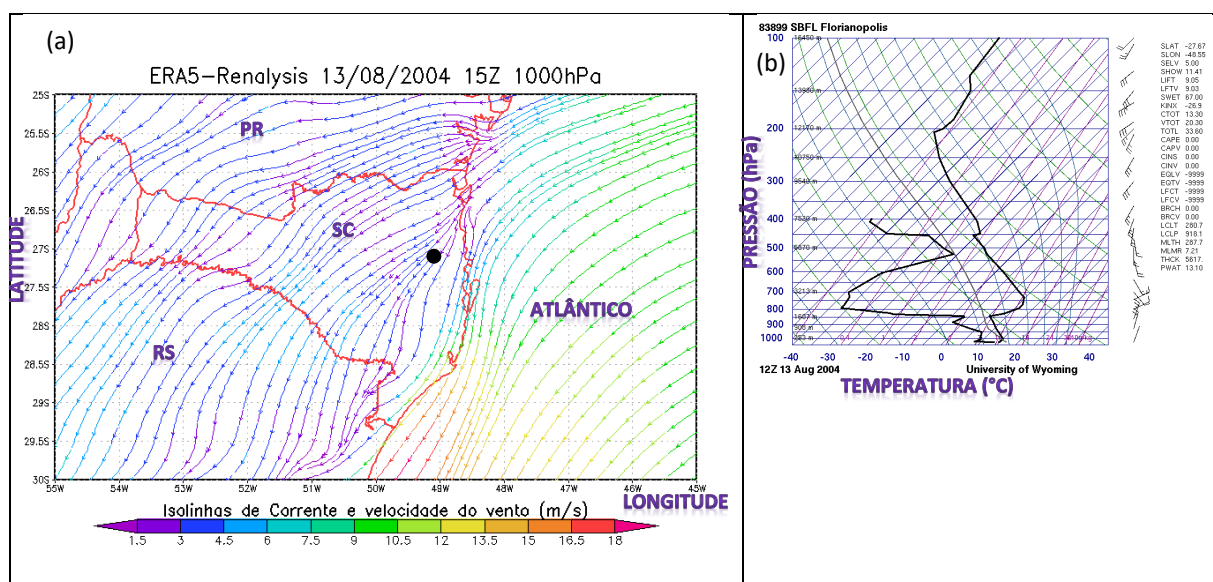 (a)
ERA5-Renalysis 13/08/2004 15Z 1000hPa
25S
25.5S
26S
26.5S
27S
27.5S
28S
28.5S
29S
29.5S
30S
LATITUDE
PR
SC
RS
ATLÂNTICO
55W 54W 53W 52W 51W 50W 49W 48W 47W 46W 45W
LONGITUDE
Isolinhas de Corrente e velocidade do vento (m/s)
1.5 3 4.5 6 7.5 9 10.5 12 13.5 15 16.5 18
83899 SBFL Florianopolis
(b)
PRESSÃO (hPa)
100
200
300
400
500
600
700
800
900
1000
16450 m
-40 -30 -20 -10 0 10 20 30 40
12Z 13 Aug 2004
University of Wyoming
TEMPERATURA (°C)
SLAT -27.67
SLON -48.55
SELV 5.00
SHOW 11.41
LIFT 9.05
LFTV 9.03
SWET 67.00
KINX -26.9
CTOT 13.30
VTOT 20.30
TOTL 33.60
CAPE 0.00
CAPV 0.00
CINS 0.00
CINV 0.00
EQLV -9999
EQTV -9999
LFCT -9999
LFCV -9999
BRCH 0.00
BRCV 0.00
LCLT 280.7
LCLP 918.1
MLTH 287.7
MLMR 7.21
THCK 5617.
PWAT 13.10